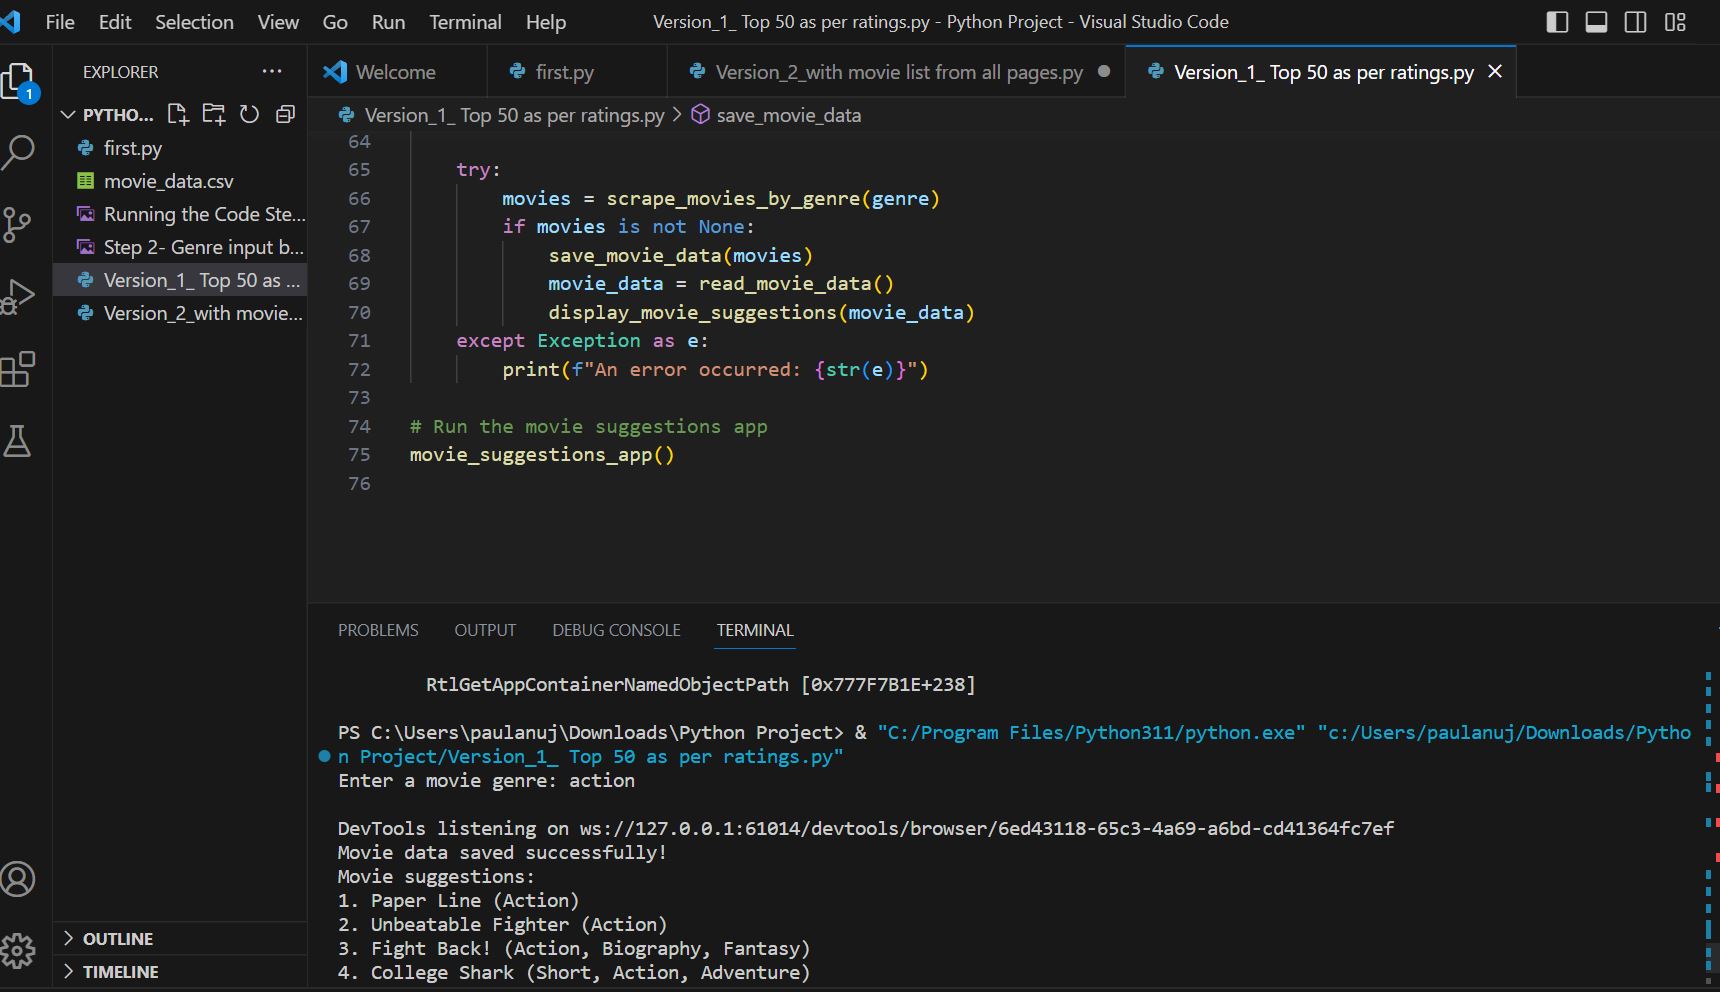 File Edit Selection View Go Run Terminal Help
Version_1_ Top 50 as per ratings.py - Python Project - Visual Studio Code
EXPLORER
1
PYTHO...
first.py
movie_data.csv
Running the Code Ste...
Step 2- Genre input b...
Version_1_ Top 50 as ...
Version_2_with movie...
OUTLINE
TIMELINE
Welcome
first.py
Version_2_with movie list from all pages.py
Version_1_ Top 50 as per ratings.py
Version_1_ Top 50 as per ratings.py > save_movie_data
64
65 try:
66 movies = scrape_movies_by_genre(genre)
67 if movies is not None:
68 save_movie_data(movies)
69 movie_data = read_movie_data()
70 display_movie_suggestions(movie_data)
71 except Exception as e:
72 print(f"An error occurred: {str(e)}")
73
74 # Run the movie suggestions app
75 movie_suggestions_app()
76
PROBLEMS OUTPUT DEBUG CONSOLE TERMINAL
RtlGetAppContainerNamedObjectPath [0x777F7B1E+238]
PS C:\Users\paulanuj\Downloads\Python Project> & "C:/Program Files/Python311/python.exe" "c:/Users/paulanuj/Downloads/Pytho
n Project/Version_1_ Top 50 as per ratings.py"
Enter a movie genre: action
DevTools listening on ws://127.0.0.1:61014/devtools/browser/6ed43118-65c3-4a69-a6bd-cd41364fc7ef
Movie data saved successfully!
Movie suggestions:
1. Paper Line (Action)
2. Unbeatable Fighter (Action)
3. Fight Back! (Action, Biography, Fantasy)
4. College Shark (Short, Action, Adventure)